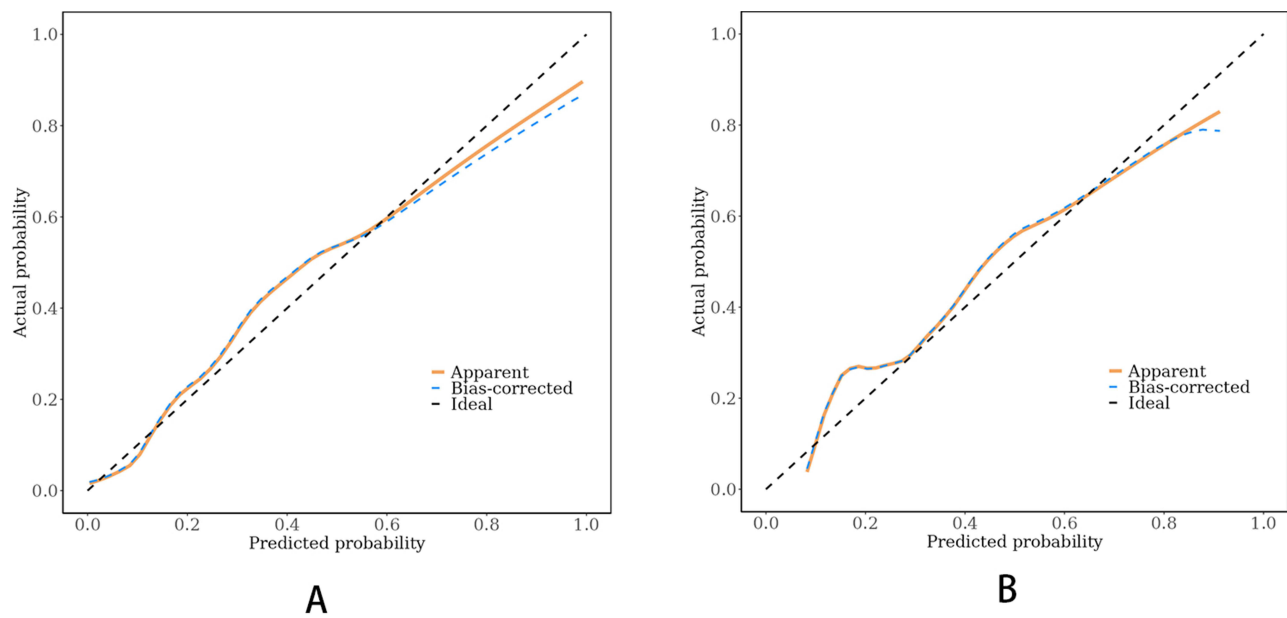 1.0
0.8
0.6
0.4
0.2
0.0
Actual probability
Apparent
Bias-corrected
Ideal
0.0 0.2 0.4 0.6 0.8 1.0
Predicted probability
A
1.0
0.8
0.6
0.4
0.2
0.0
Actual probability
Apparent
Bias-corrected
Ideal
0.0 0.2 0.4 0.6 0.8 1.0
Predicted probability
B